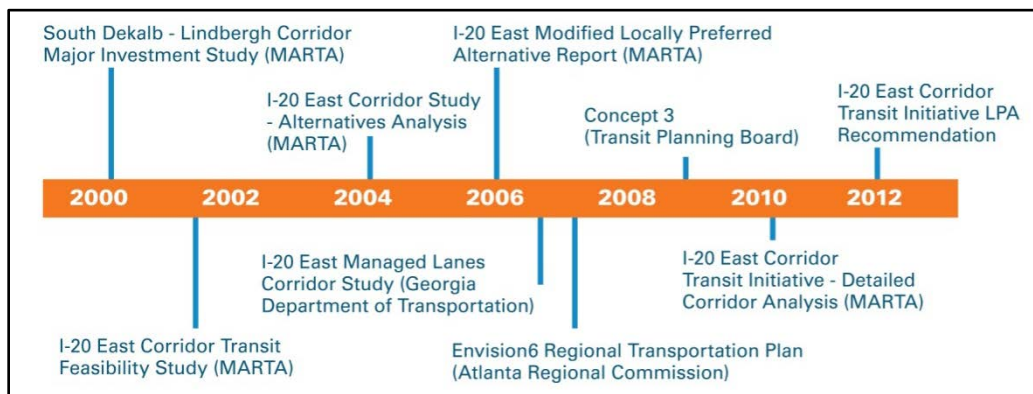 South Dekalb - Lindbergh Corridor
Major Investment Study (MARTA)
I-20 East Corridor Study
- Alternatives Analysis
(MARTA)
I-20 East Modified Locally Preferred
Alternative Report (MARTA)
Concept 3
(Transit Planning Board)
I-20 East Corridor
Transit Initiative LPA
Recommendation
2000 2002 2004 2006 2008 2010 2012
I-20 East Corridor Transit
Feasibility Study (MARTA)
I-20 East Managed Lanes
Corridor Study (Georgia
Department of Transportation)
Envision6 Regional Transportation Plan
(Atlanta Regional Commission)
I-20 East Corridor
Transit Initiative - Detailed
Corridor Analysis (MARTA)